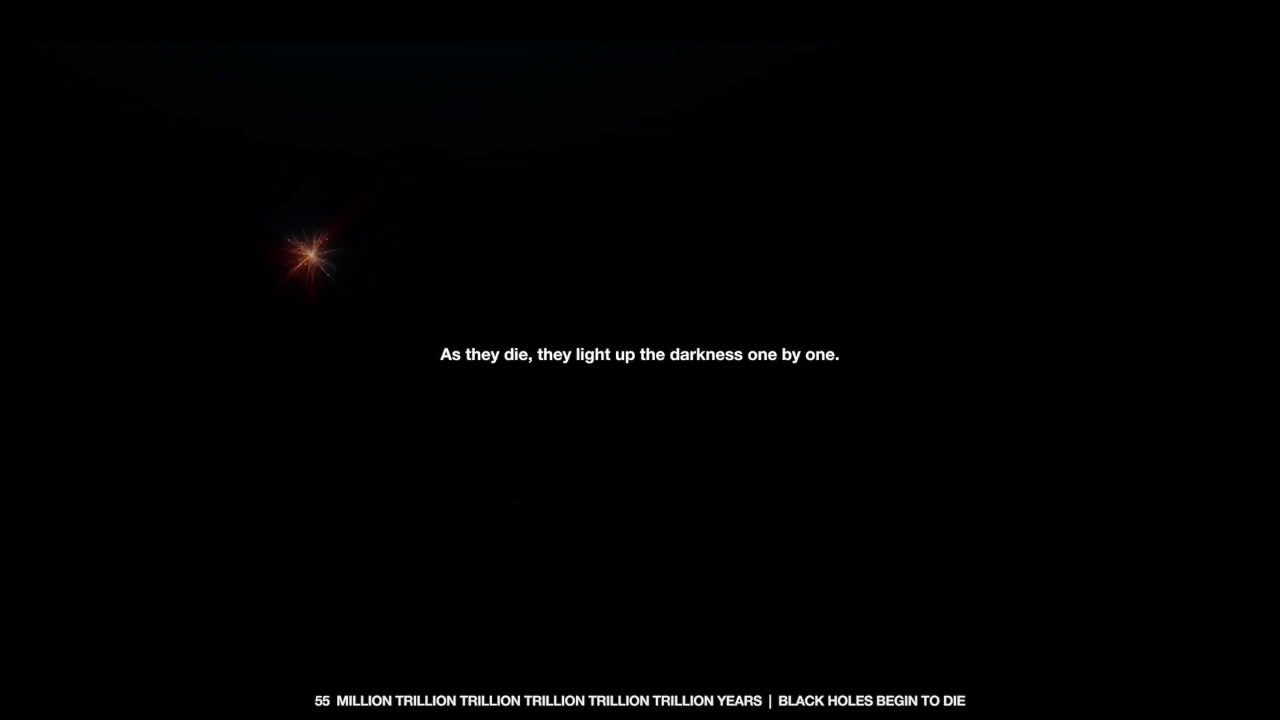 As they die, they light up the darkness one by one.
55 MILLION TRILLION TRILLION TRILLION TRILLION TRILLION YEARS | BLACK HOLES BEGIN TO DIE